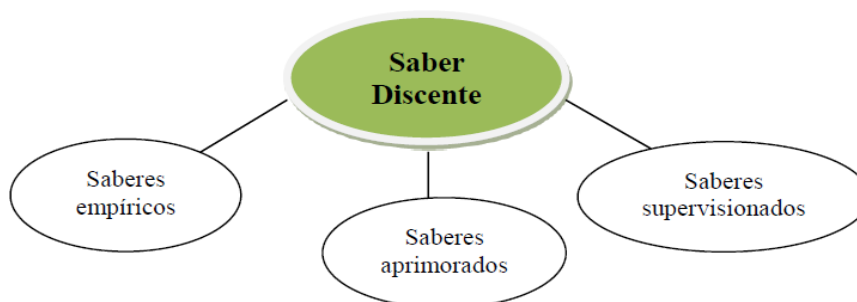 Saber
Discente
Saberes
empíricos
Saberes
aprimorados
Saberes
supervisionados